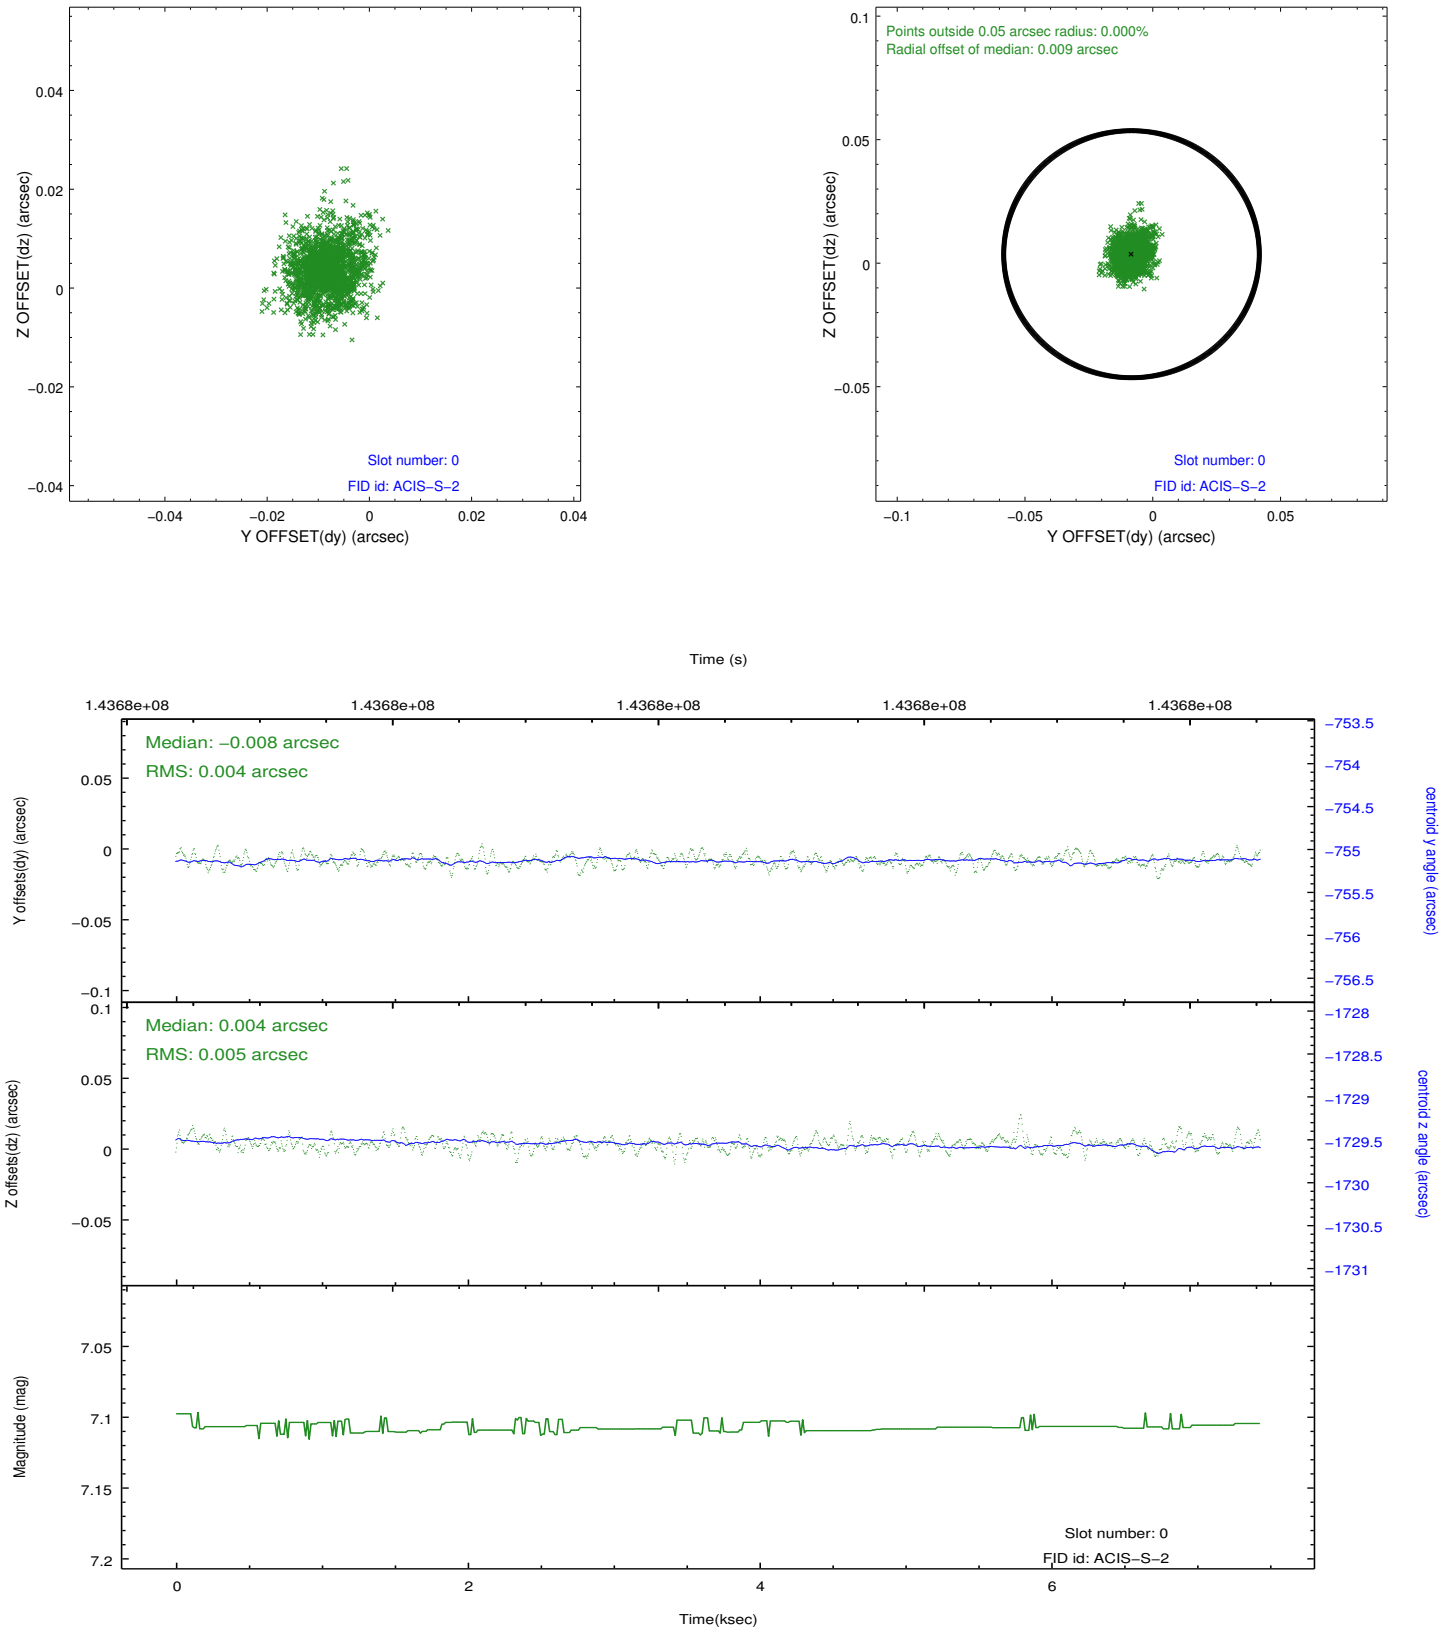 0.04
0.02
0
−0.02
−0.04
Z OFFSET(dz) (arcsec)
−0.04
−0.02
0
0.02
0.04
Y OFFSET(dy) (arcsec)
Slot number: 0
FID id: ACIS−S−2
Points outside 0.05 arcsec radius: 0.000%
Radial offset of median: 0.009 arcsec
0.1
0.05
0
−0.05
Z OFFSET(dz) (arcsec)
−0.1
−0.05
0
0.05
Y OFFSET(dy) (arcsec)
Slot number: 0
FID id: ACIS−S−2
Time (s)
1.4368e+08
1.4368e+08
1.4368e+08
1.4368e+08
1.4368e+08
Median: −0.008 arcsec
RMS: 0.004 arcsec
0.05
0
−0.05
−0.1
Y offsets(dy) (arcsec)
−753.5
−754
−754.5
−755
−755.5
−756
−756.5
centroid y angle (arcsec)
Median: 0.004 arcsec
RMS: 0.005 arcsec
0.1
0.05
0
−0.05
Z offsets(dz) (arcsec)
−1728
−1728.5
−1729
−1729.5
−1730
−1730.5
−1731
centroid z angle (arcsec)
7.05
7.1
7.15
7.2
Magnitude (mag)
Slot number: 0
FID id: ACIS−S−2
0
2
4
6
Time(ksec)